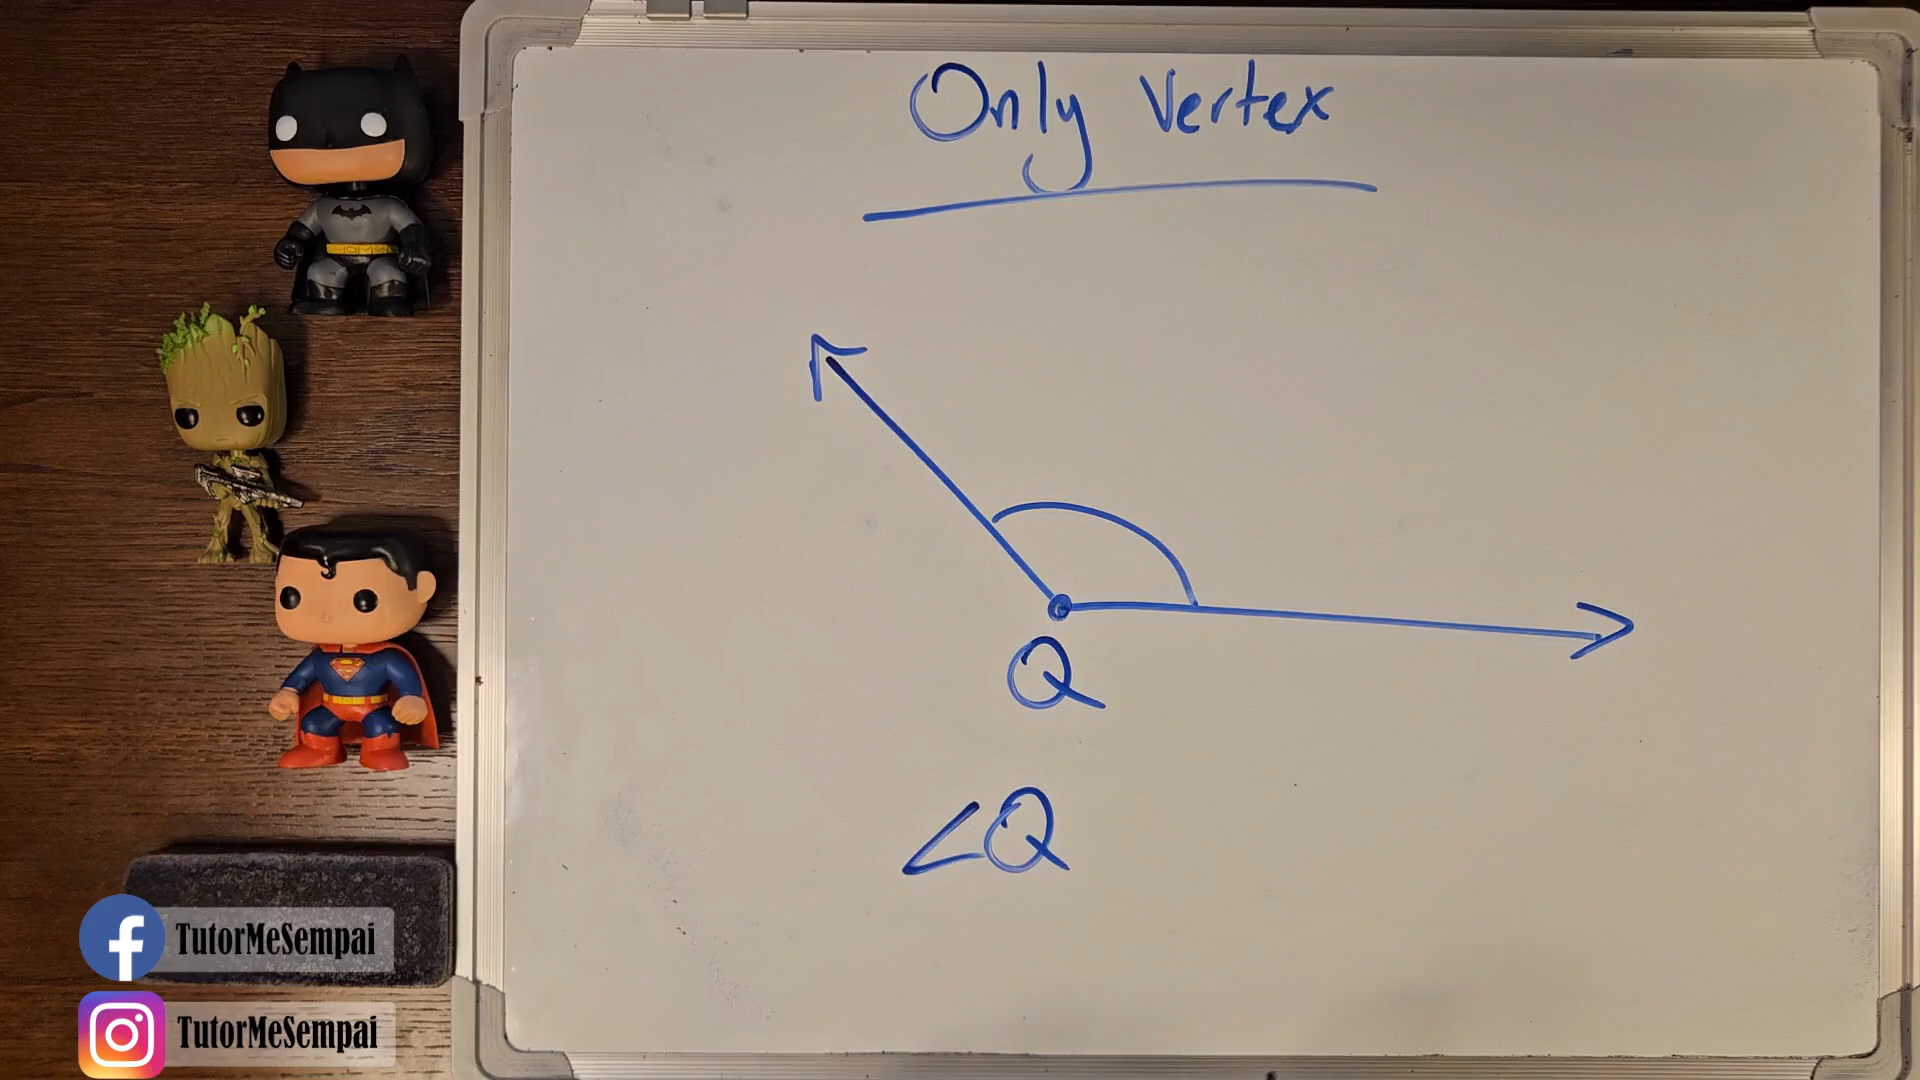 Only Vertex
Q
∠Q
TutorMeSempai
TutorMeSempai